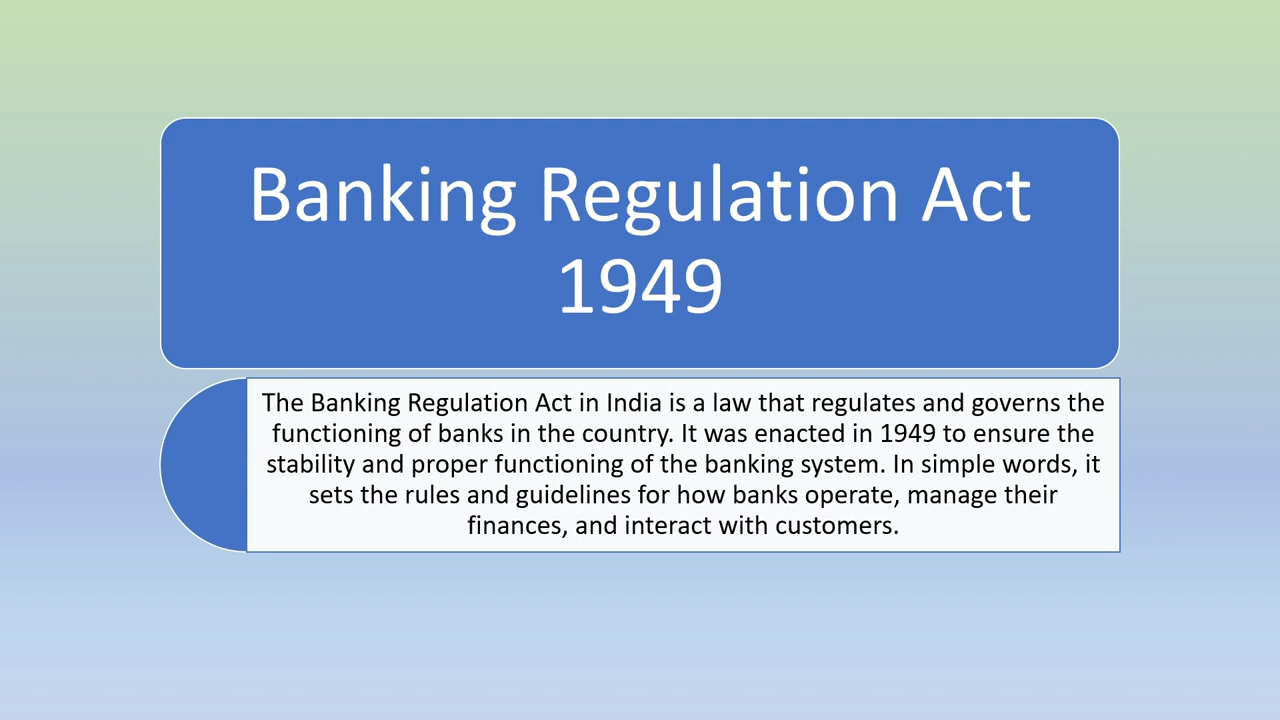 Banking Regulation Act
1949
The Banking Regulation Act in India is a law that regulates and governs the
functioning of banks in the country. It was enacted in 1949 to ensure the
stability and proper functioning of the banking system. In simple words, it
sets the rules and guidelines for how banks operate, manage their
finances, and interact with customers.